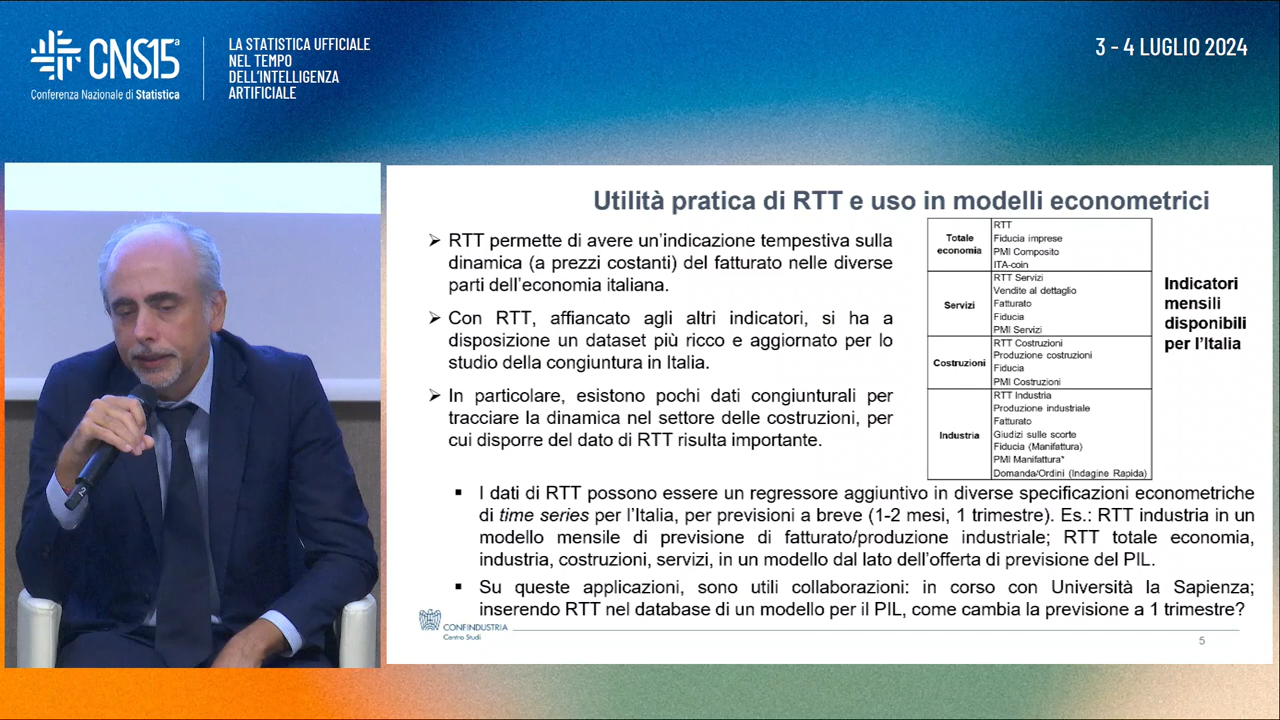 CNS15ª
Conferenza Nazionale di Statistica
LA STATISTICA UFFICIALE
NEL TEMPO
DELL'INTELLIGENZA
ARTIFICIALE
3 - 4 LUGLIO 2024
Utilità pratica di RTT e uso in modelli econometrici
RTT permette di avere un'indicazione tempestiva sulla
dinamica (a prezzi costanti) del fatturato nelle diverse
parti dell'economia italiana.
Con RTT, affiancato agli altri indicatori, si ha a
disposizione un dataset più ricco e aggiornato per lo
studio della congiuntura in Italia.
In particolare, esistono pochi dati congiunturali per
tracciare la dinamica nel settore delle costruzioni, per
cui disporre del dato di RTT risulta importante.
Totale
economia
RTT
Fiducia imprese
PMI Composito
ITA-coin
Servizi
RTT Servizi
Vendite al dettaglio
Fatturato
Fiducia
PMI Servizi
Costruzioni
RTT Costruzioni
Produzione costruzioni
Fiducia
PMI Costruzioni
Industria
RTT Industria
Produzione industriale
Fatturato
Giudizi sulle scorte
Fiducia (Manifattura)
PMI Manifattura*
Domanda/Ordini (Indagine Rapida)
Indicatori
mensili
disponibili
per l'Italia
I dati di RTT possono essere un regressore aggiuntivo in diverse specificazioni econometriche
di time series per l'Italia, per previsioni a breve (1-2 mesi, 1 trimestre). Es.: RTT industria in un
modello mensile di previsione di fatturato/produzione industriale; RTT totale economia,
industria, costruzioni, servizi, in un modello dal lato dell'offerta di previsione del PIL.
Su queste applicazioni, sono utili collaborazioni: in corso con Università la Sapienza;
inserendo RTT nel database di un modello per il PIL, come cambia la previsione a 1 trimestre?
CONFINDUSTRIA
Centro Studi
5